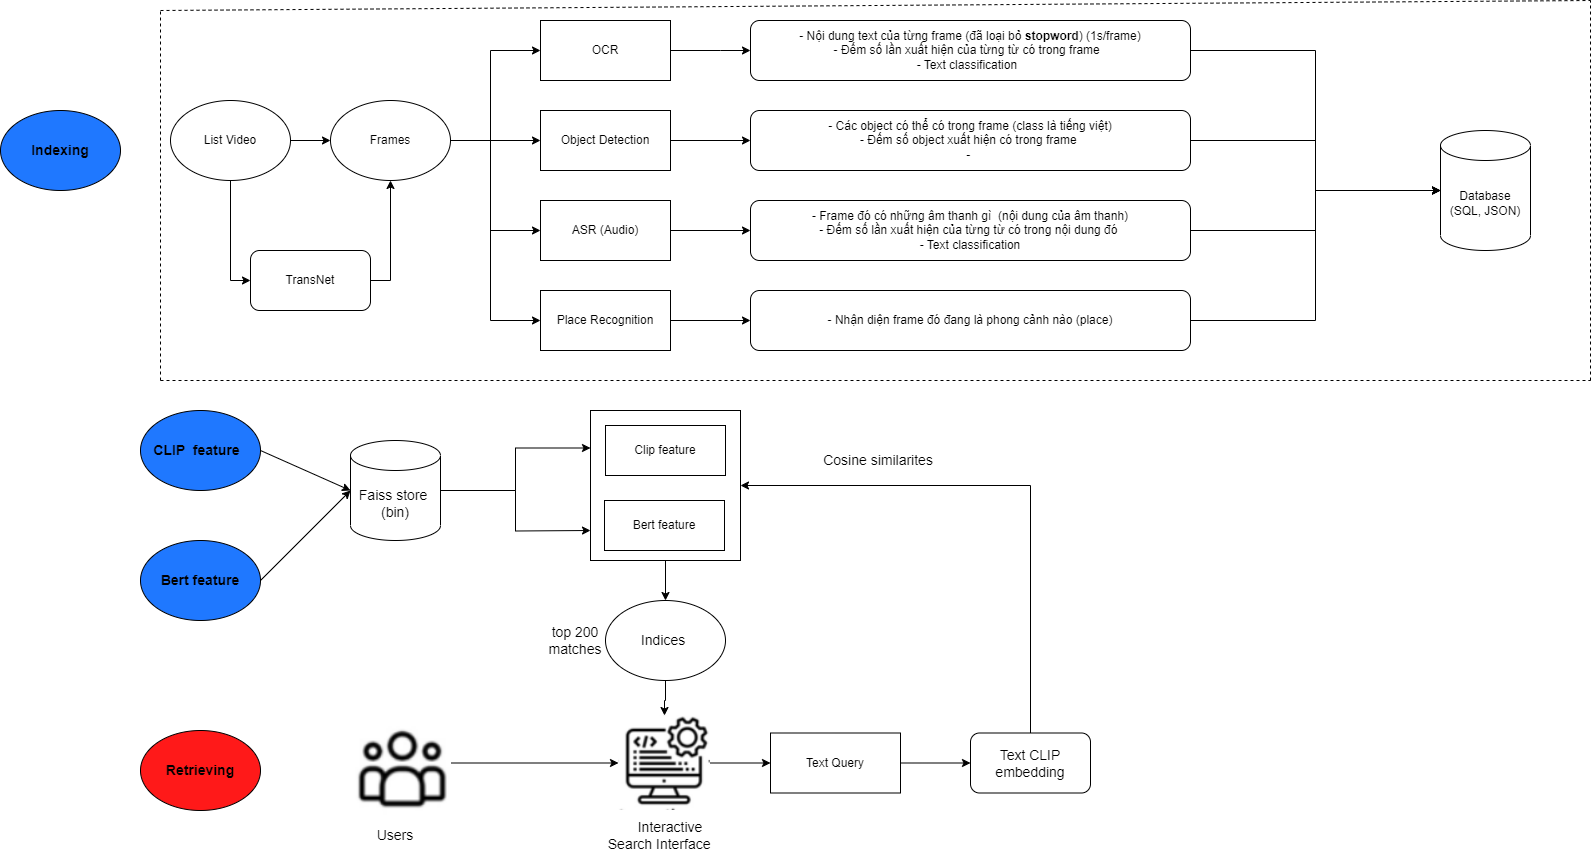 Indexing
List Video
Frames
TransNet
OCR
- Nội dung text của từng frame (đã loại bỏ stopword) (1s/frame)
- Đếm số lần xuất hiện của từng từ có trong frame
- Text classification
Object Detection
- Các object có thể có trong frame (class là tiếng việt)
- Đếm số object xuất hiện có trong frame
-
ASR (Audio)
- Frame đó có những âm thanh gì (nội dung của âm thanh)
- Đếm số lần xuất hiện của từng từ có trong nội dung đó
- Text classification
Place Recognition
- Nhận diện frame đó đang là phong cảnh nào (place)
Database
(SQL, JSON)
CLIP feature
Bert feature
Faiss store
(bin)
Clip feature
Bert feature
Cosine similarites
top 200
matches
Indices
Retrieving
Users
Interactive
Search Interface
Text Query
Text CLIP
embedding